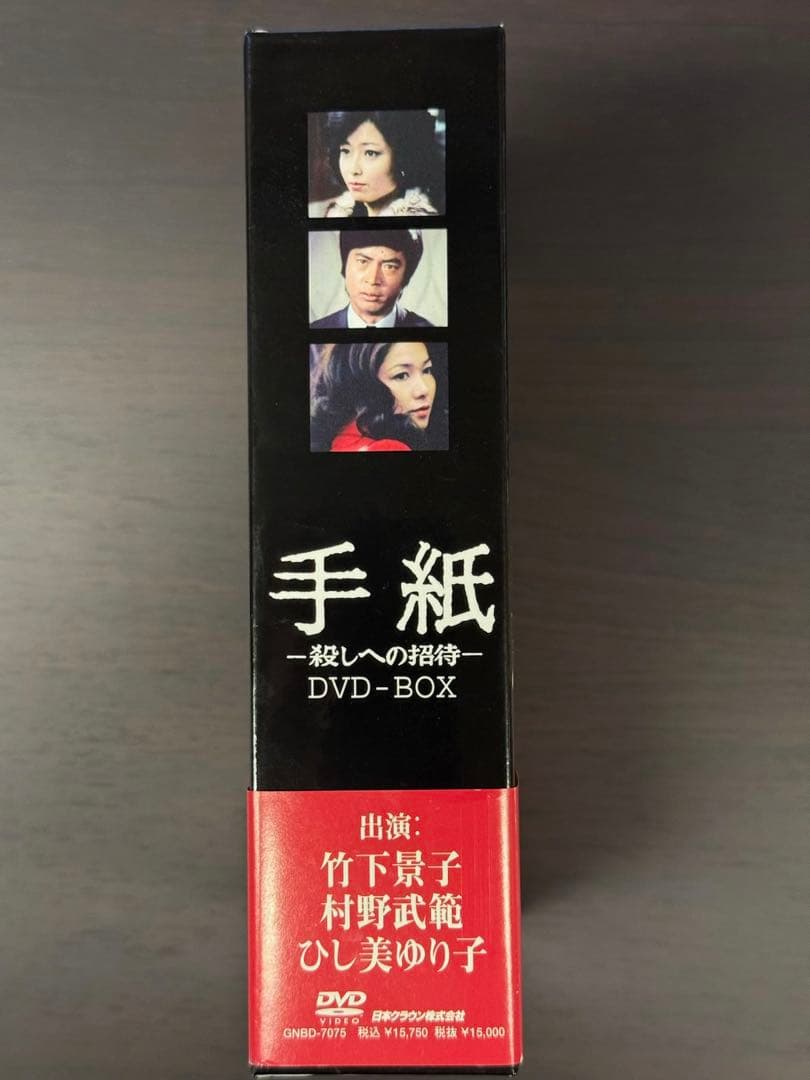 手紙
－殺しへの招待－
DVD-BOX
出演:
竹下景子
村野武範
ひし美ゆり子
DVD VIDEO 日本クラウン株式会社
GNBD-7075 税込 ¥15,750 税抜 ¥15,000